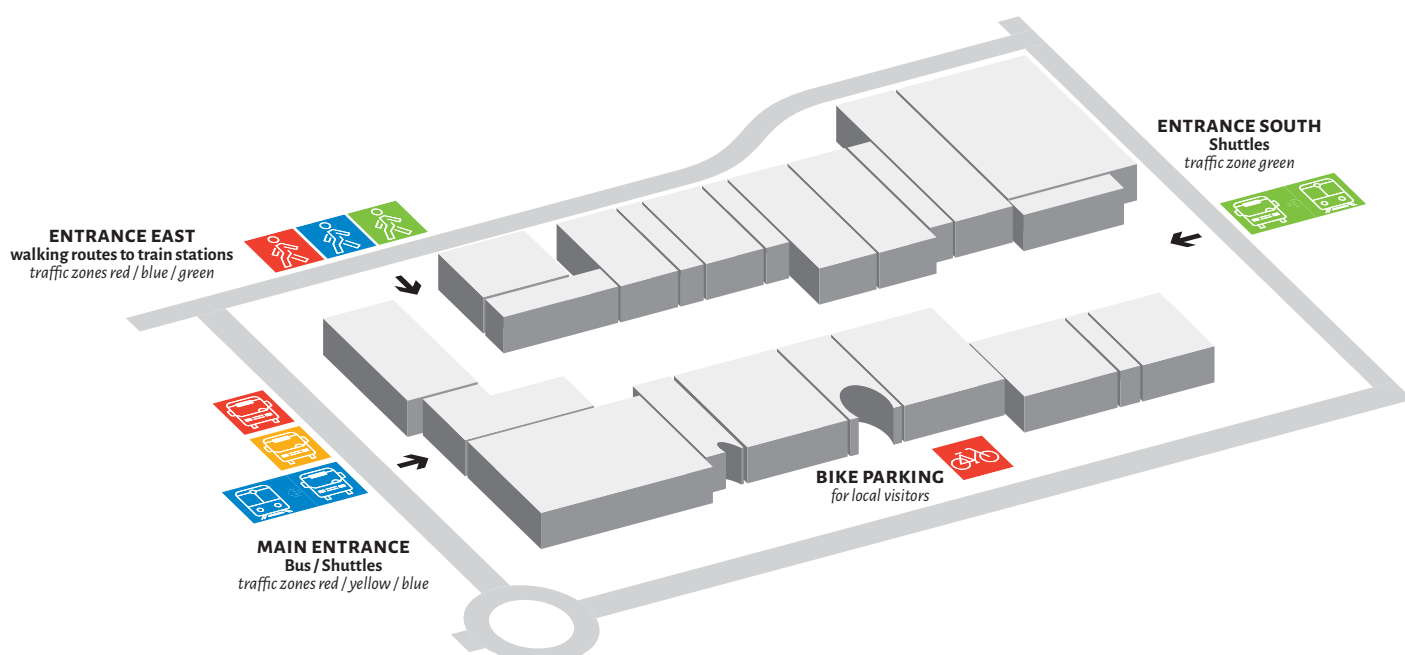 ENTRANCE SOUTH
Shuttles
traffic zone green
ENTRANCE EAST
walking routes to train stations
traffic zones red / blue / green
BIKE PARKING
for local visitors
MAIN ENTRANCE
Bus / Shuttles
traffic zones red / yellow / blue